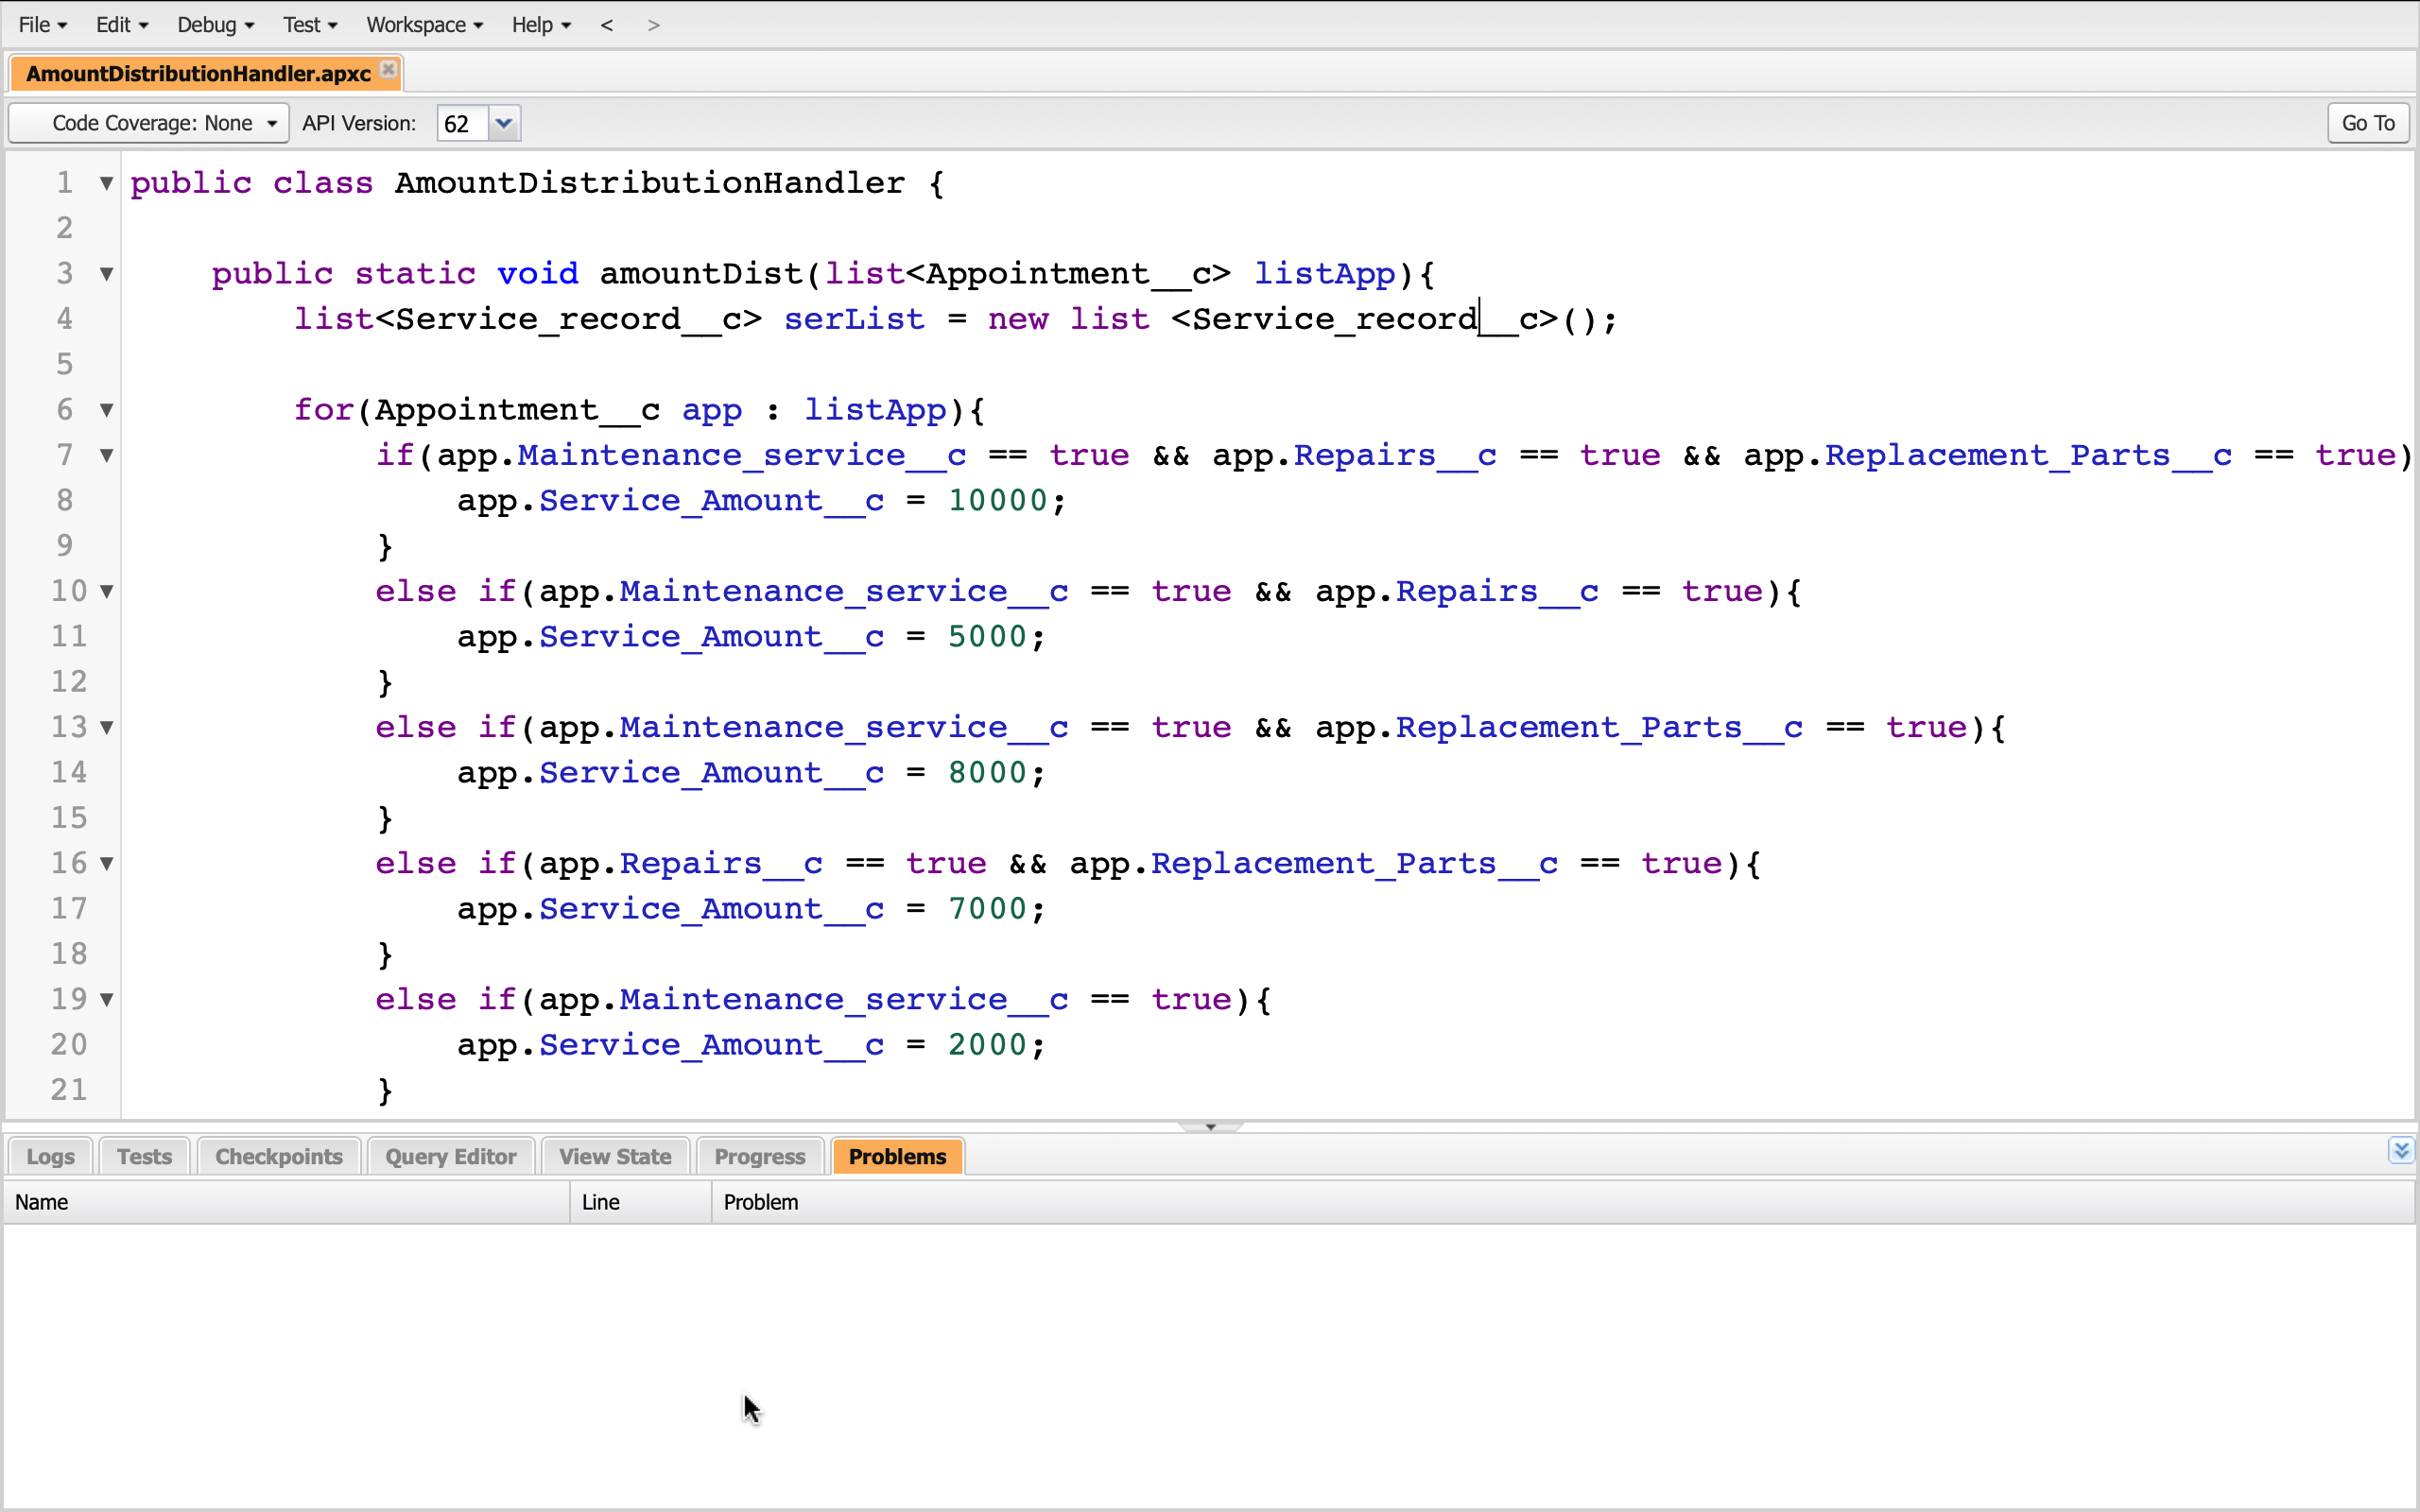 File Edit Debug Test Workspace Help < >
AmountDistributionHandler.apxc
Code Coverage: None API Version: 62 Go To
1 public class AmountDistributionHandler {
2
3 public static void amountDist(list<Appointment__c> listApp){
4 list<Service_record__c> serList = new list <Service_record__c>();
5
6 for(Appointment__c app : listApp){
7 if(app.Maintenance_service__c == true && app.Repairs__c == true && app.Replacement_Parts__c == true)
8 app.Service_Amount__c = 10000;
9 }
10 else if(app.Maintenance_service__c == true && app.Repairs__c == true){
11 app.Service_Amount__c = 5000;
12 }
13 else if(app.Maintenance_service__c == true && app.Replacement_Parts__c == true){
14 app.Service_Amount__c = 8000;
15 }
16 else if(app.Repairs__c == true && app.Replacement_Parts__c == true){
17 app.Service_Amount__c = 7000;
18 }
19 else if(app.Maintenance_service__c == true){
20 app.Service_Amount__c = 2000;
21 }
Logs Tests Checkpoints Query Editor View State Progress Problems
Name Line Problem